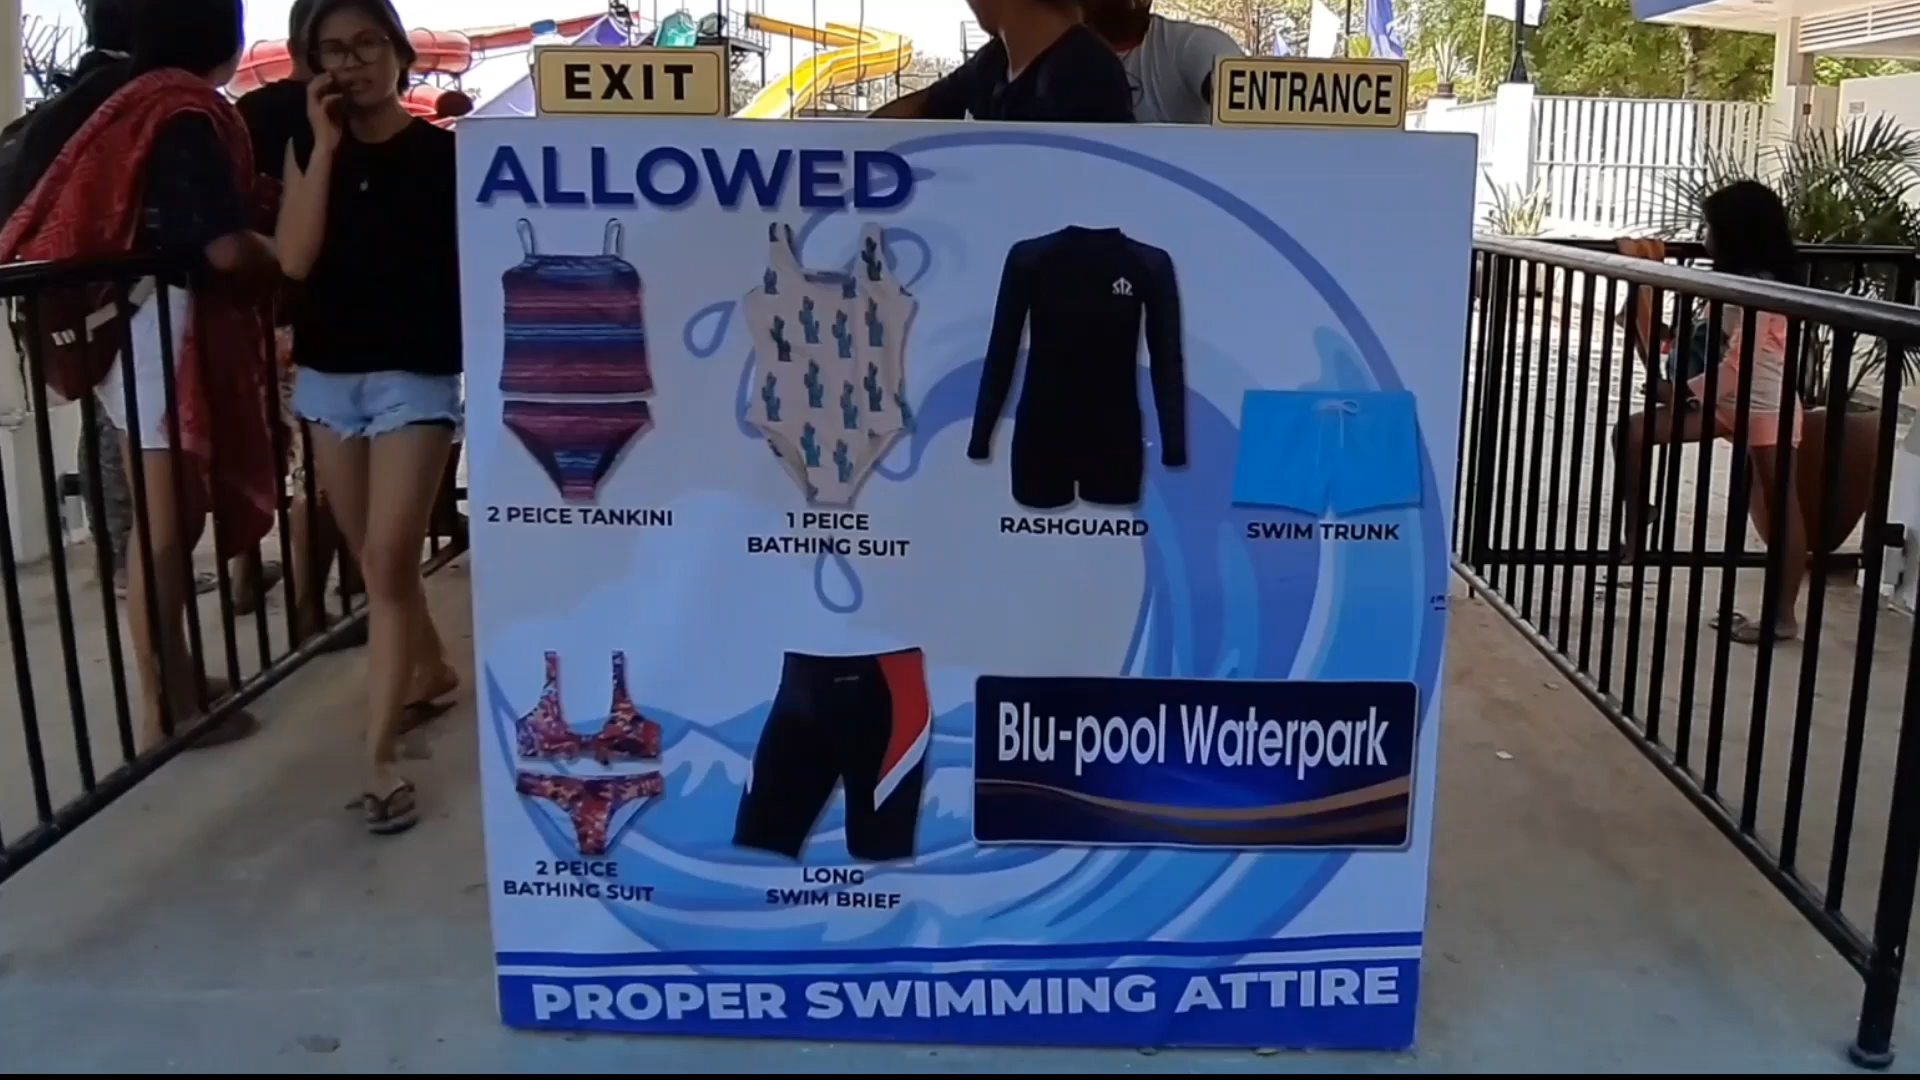 EXIT
ENTRANCE
ALLOWED
2 PEICE TANKINI
1 PEICE
BATHING SUIT
RASHGUARD
SWIM TRUNK
2 PEICE
BATHING SUIT
LONG
SWIM BRIEF
Blu-pool Waterpark
PROPER SWIMMING ATTIRE